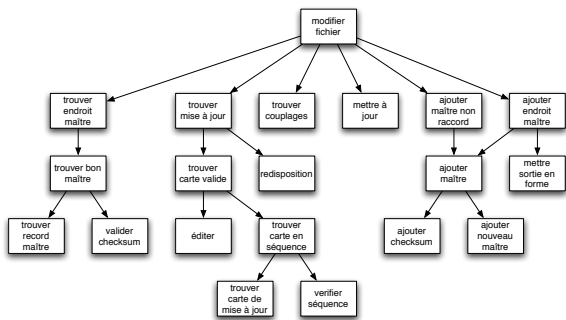 modifier
fichier
trouver
endroit
maître
trouver
mise à jour
trouver
couplages
mettre à
jour
ajouter
maître non
raccord
ajouter
endroit
maître
trouver bon
maître
trouver
carte valide
redisposition
ajouter
maître
mettre
sortie en
forme
trouver
record
maître
valider
checksum
éditer
trouver
carte en
séquence
ajouter
checksum
ajouter
nouveau
maître
trouver
carte de
mise à jour
verifier
séquence